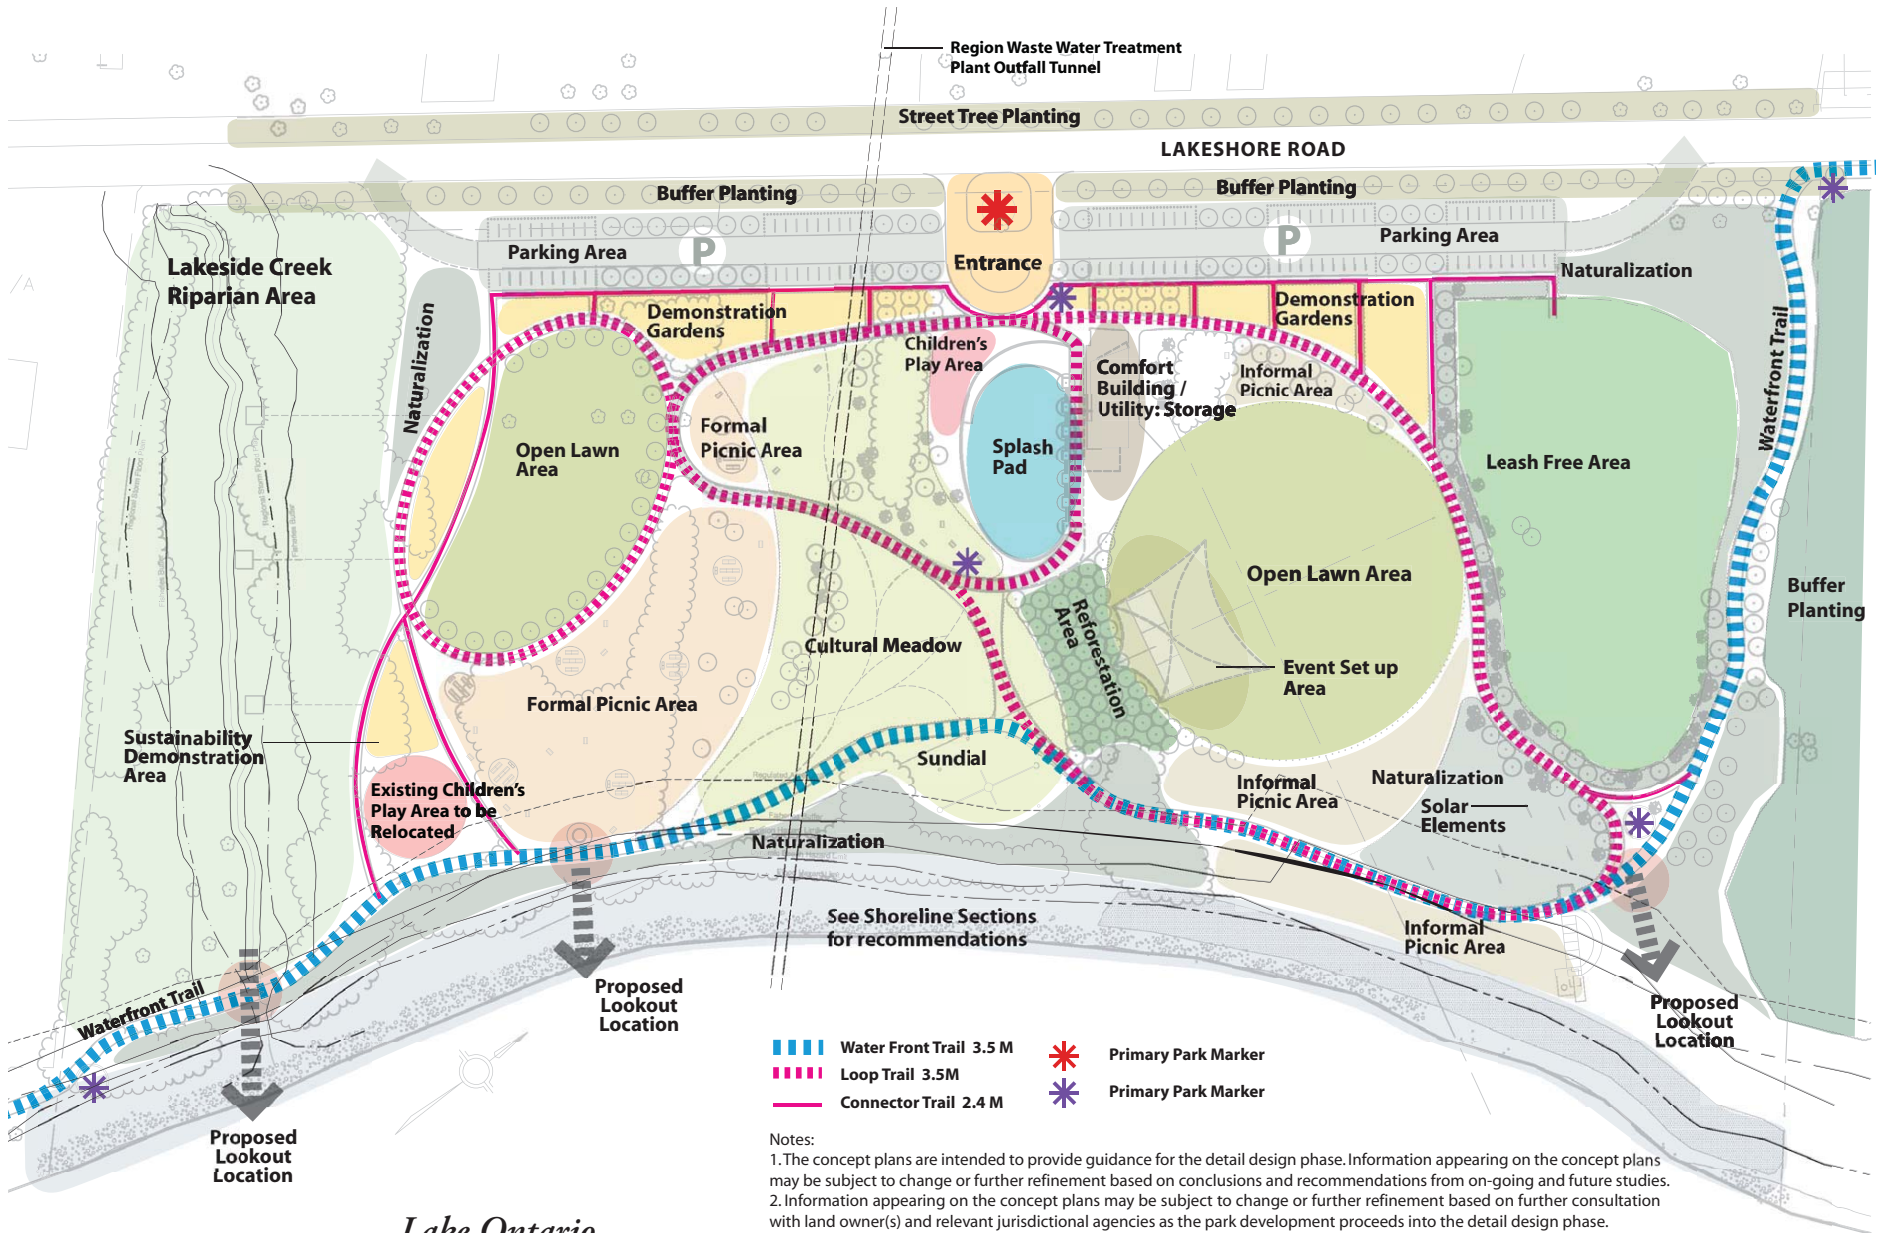 Region Waste Water Treatment
Plant Outfall Tunnel
Street Tree Planting
LAKESHORE ROAD
Buffer Planting
Buffer Planting
Parking Area
P
Entrance
P
Parking Area
Lakeside Creek
Riparian Area
Naturalization
Naturalization
Demonstration
Gardens
Demonstration
Gardens
Children's
Play Area
Comfort
Building /
Utility: Storage
Informal
Picnic Area
Waterfront Trail
Open Lawn
Area
Formal
Picnic Area
Splash
Pad
Leash Free Area
Open Lawn Area
Buffer
Planting
Reforestation
Area
Cultural Meadow
Event Set up
Area
Formal Picnic Area
Sustainability
Demonstration
Area
Sundial
Existing Children's
Play Area to be
Relocated
Informal
Picnic Area
Naturalization
Solar
Elements
Naturalization
See Shoreline Sections
for recommendations
Informal
Picnic Area
Waterfront Trail
Proposed
Lookout
Location
Proposed
Lookout
Location
Proposed
Lookout
Location
Water Front Trail 3.5 M
Primary Park Marker
Loop Trail 3.5M
Connector Trail 2.4 M
Primary Park Marker
Notes:
1.The concept plans are intended to provide guidance for the detail design phase. Information appearing on the concept plans
may be subject to change or further refinement based on conclusions and recommendations from on-going and future studies.
2. Information appearing on the concept plans may be subject to change or further refinement based on further consultation
with land owner(s) and relevant jurisdictional agencies as the park development proceeds into the detail design phase.
Lake Ontario